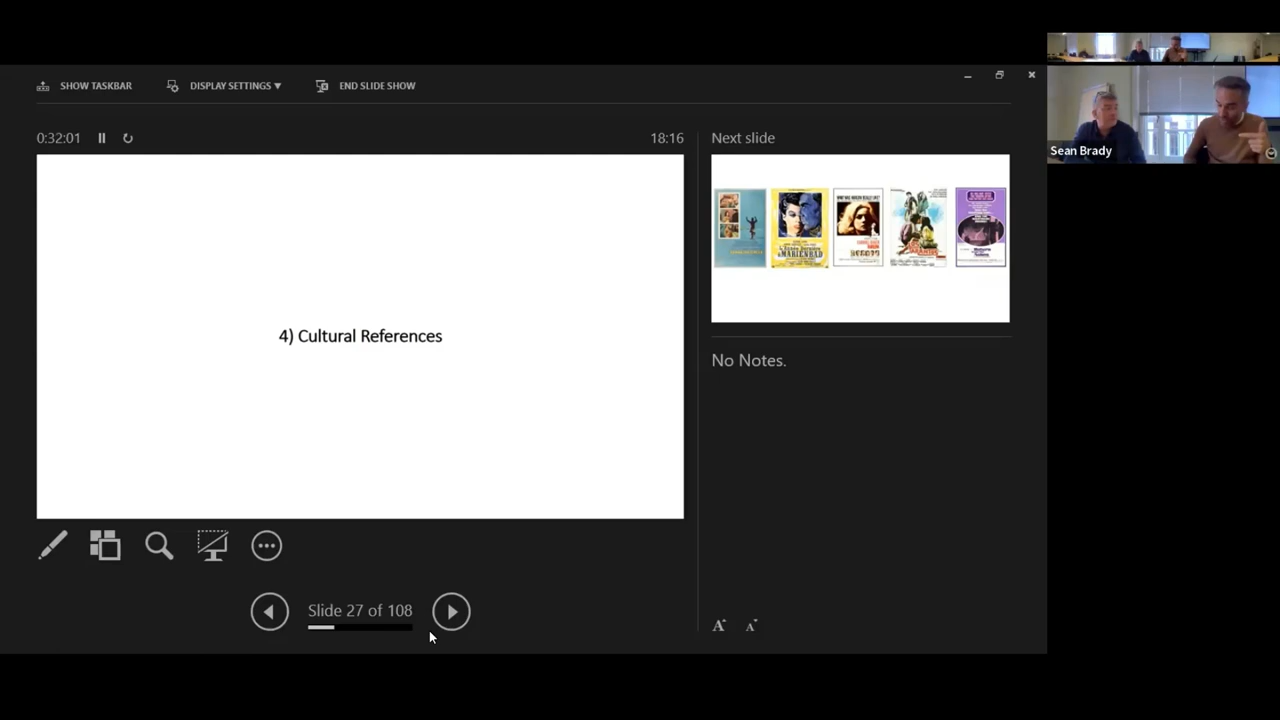 SHOW TASKBAR
DISPLAY SETTINGS ▼
END SLIDE SHOW
0:32:01
18:16
Next slide
4) Cultural References
MARIENBAD
No Notes.
Slide 27 of 108
A
A
Sean Brady